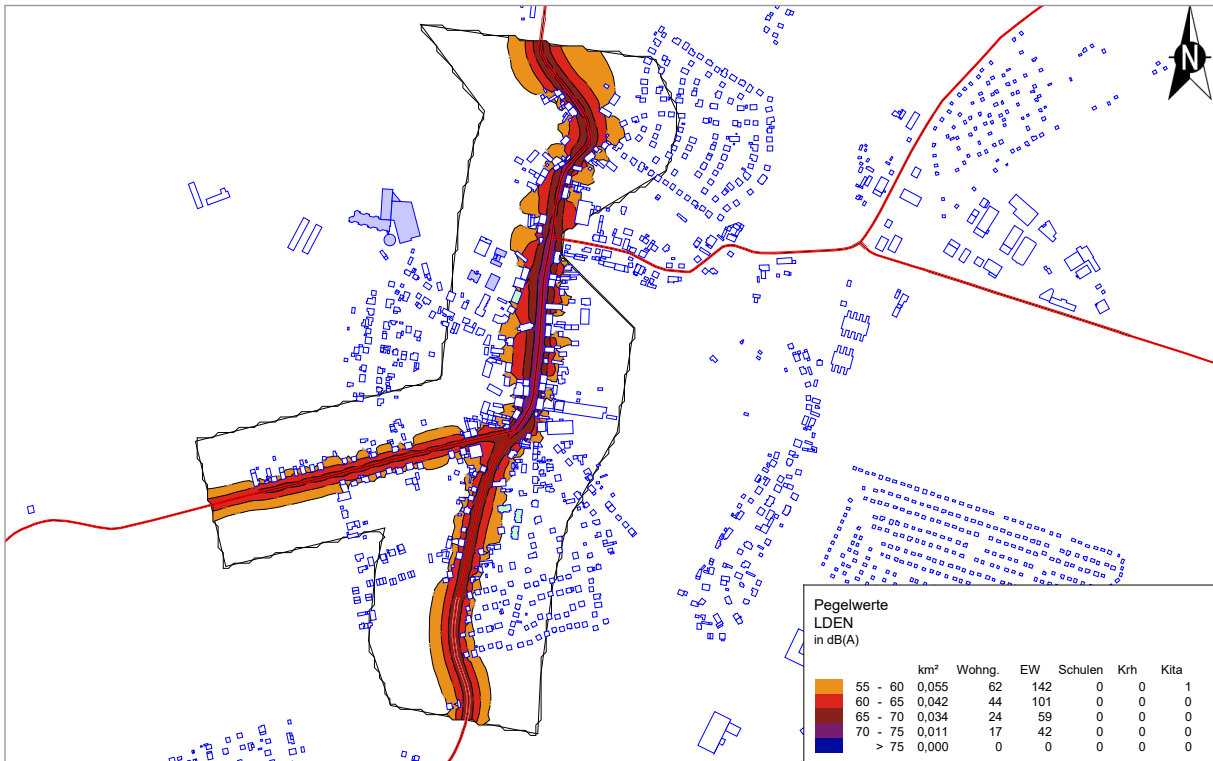 N
Pegelwerte
LDEN
in dB(A)
km² Wohng. EW Schulen Krh Kita
55 - 60 0,055 62 142 0 0 1
60 - 65 0,042 44 101 0 0 0
65 - 70 0,034 24 59 0 0 0
70 - 75 0,011 17 42 0 0 0
> 75 0,000 0 0 0 0 0